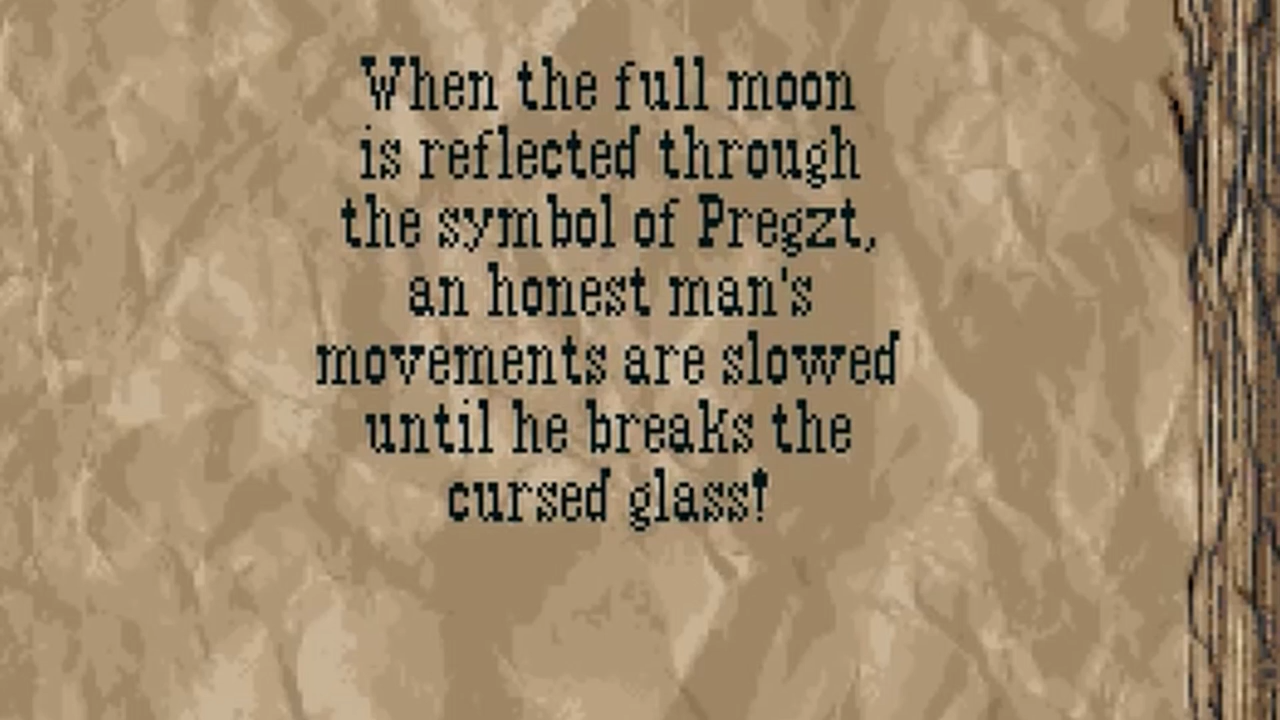 When the full moon
is reflected through
the symbol of Pregzt,
an honest man's
movements are slowed
until he breaks the
cursed glass!